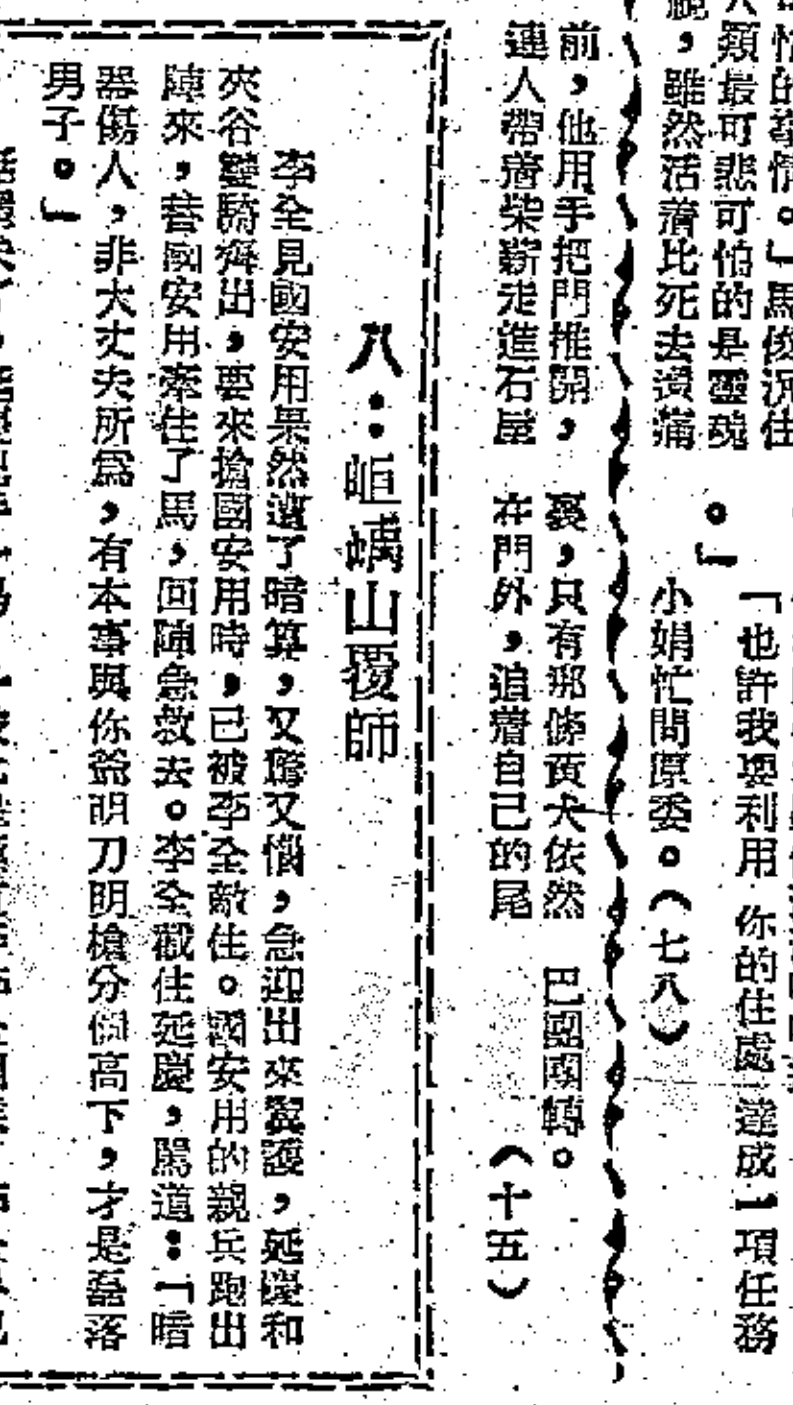 人類最可悲可怕的是靈魂
，雖然活着比死去潰痛
。」
「也許我要利用 你的住處 達成一項任務
小娟忙問原委。（七八）
前，他用手把門推開，
連人帶着柴薪走進石屋
裏，只有那條黃犬依然
在門外，追着自己的尾
巴團團轉。
（十五）
八：岠嵎山覆師
李全見國安用果然遭了暗算，又驚又惱，急迎出來翼護，延慶和
夾谷雙騎齊出，要來搶國安用時，已被李全敵住。國安用的親兵跑出
陣來，替國安用牽住了馬，回陣急救去。李全截住延慶，罵道：「暗
器傷人，非大丈夫所為，有本事與你爺明刀明槍分個高下，才是磊落
男子。」